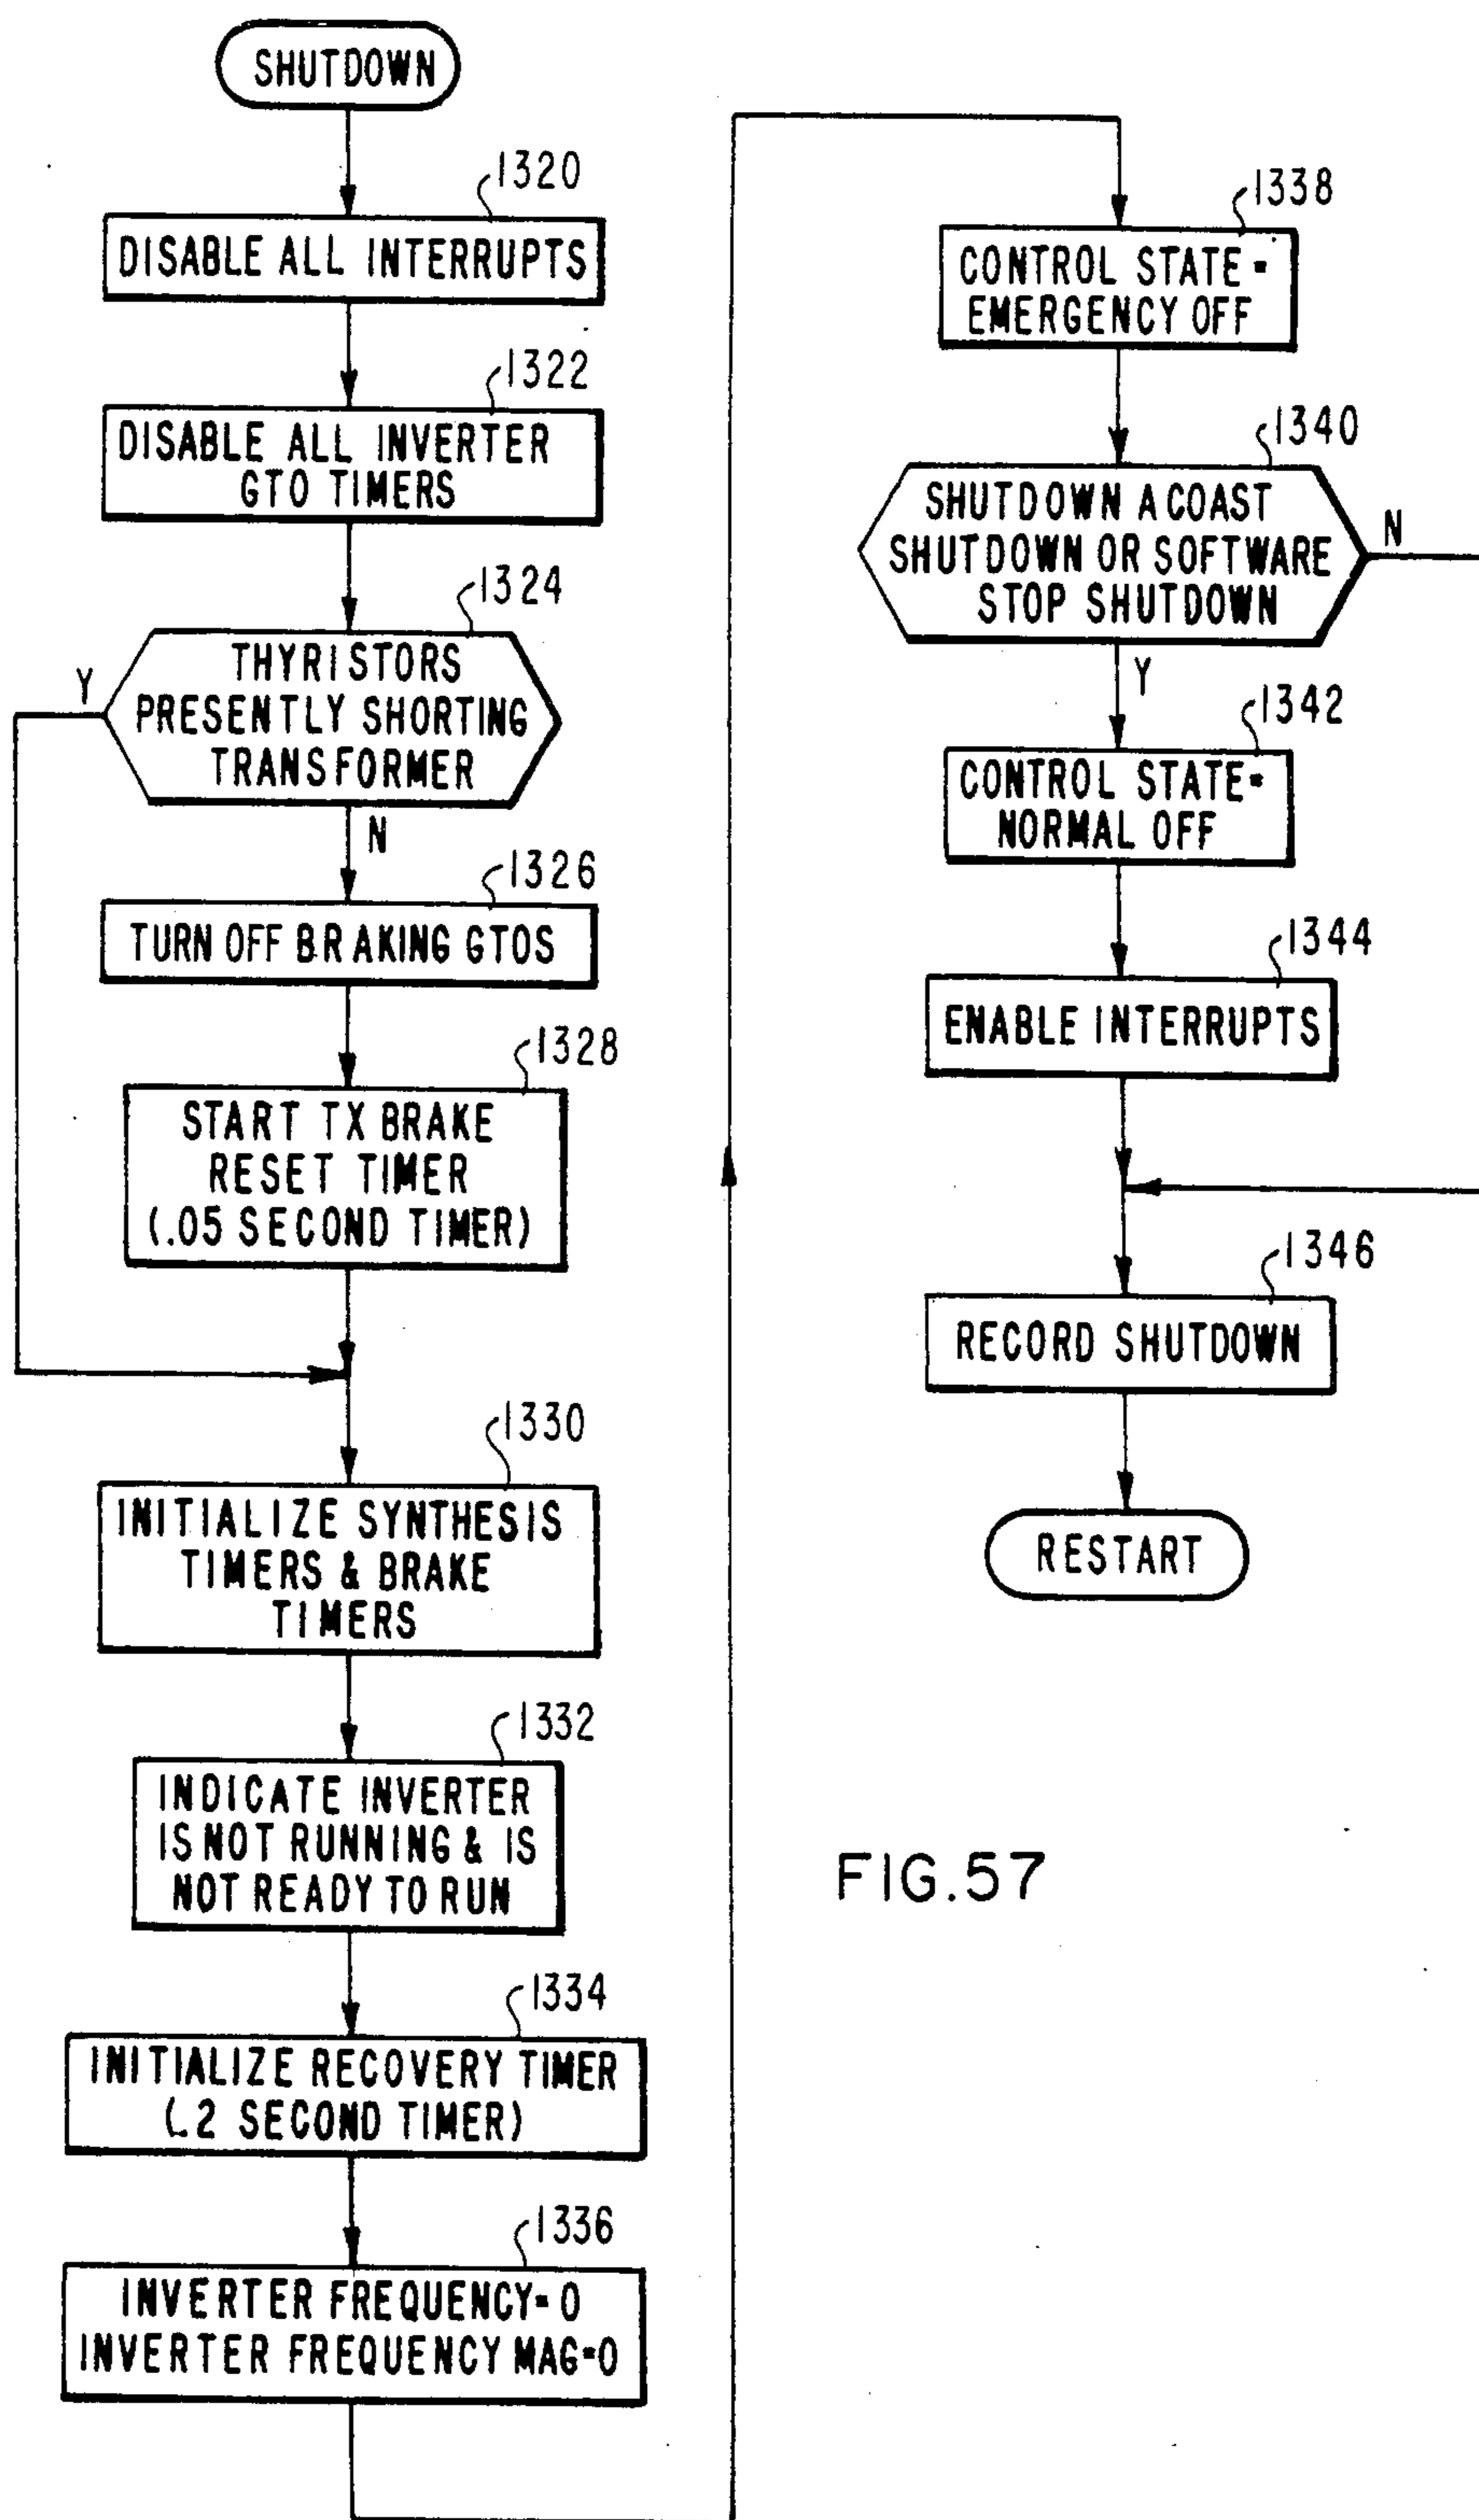 SHUTDOWN
1320
DISABLE ALL INTERRUPTS
1322
DISABLE ALL INVERTER
GTO TIMERS
1324
Y
THYRISTORS
PRESENTLY SHORTING
TRANSFORMER
N
1326
TURN OFF BRAKING GTOS
1328
START TX BRAKE
RESET TIMER
(.05 SECOND TIMER)
1330
INITIALIZE SYNTHESIS
TIMERS & BRAKE
TIMERS
1332
INDICATE INVERTER
IS NOT RUNNING & IS
NOT READY TO RUN
1334
INITIALIZE RECOVERY TIMER
(.2 SECOND TIMER)
1336
INVERTER FREQUENCY=0
INVERTER FREQUENCY MAG=0
1338
CONTROL STATE=
EMERGENCY OFF
1340
SHUTDOWN A COAST
SHUTDOWN OR SOFTWARE
STOP SHUTDOWN
N
Y
1342
CONTROL STATE=
NORMAL OFF
1344
ENABLE INTERRUPTS
1346
RECORD SHUTDOWN
RESTART
FIG.57